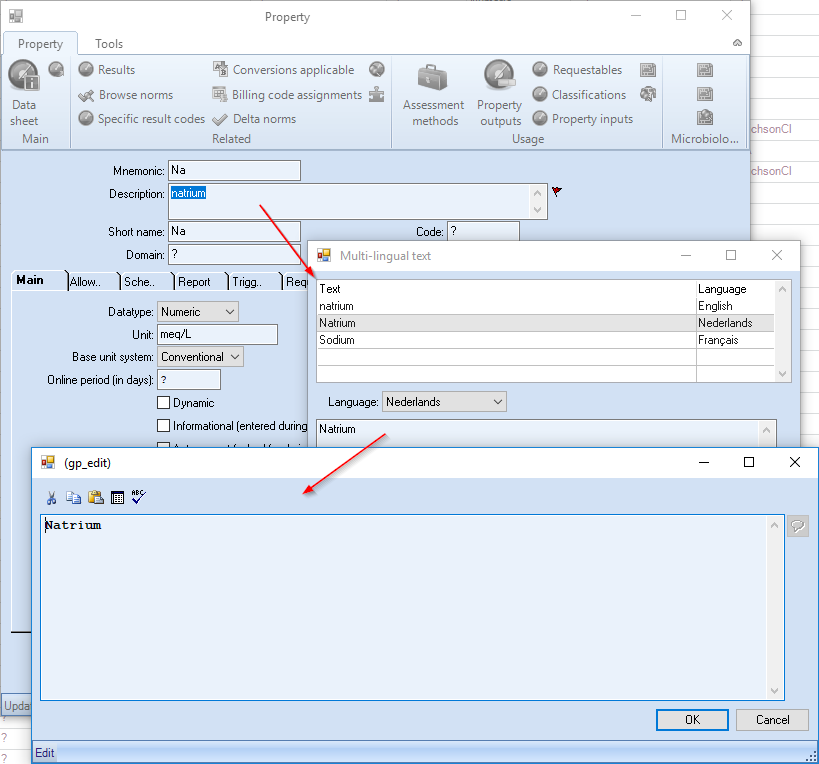 Property
Property Tools
Results Conversions applicable Requestables
Browse norms Billing code assignments Classifications
Specific result codes Delta norms Property inputs
Data sheet
Assessment methods
Property outputs
Main Related Usage Microbiolo...
chsonCl
chsonCl
Mnemonic: Na
Description: natrium
Short name: Na Code: ?
Domain: ?
Main Allow.. Sche.. Report Trigg.. Req
Datatype: Numeric
Unit: meq/L
Base unit system: Conventional
Online period (in days): ?
Dynamic
Informational (entered during
Multi-lingual text
Text Language
natrium English
Natrium Nederlands
Sodium Français
Language: Nederlands
Natrium
(gp_edit)
ABC
Natrium
OK Cancel
Edit
Updat
?
?
?